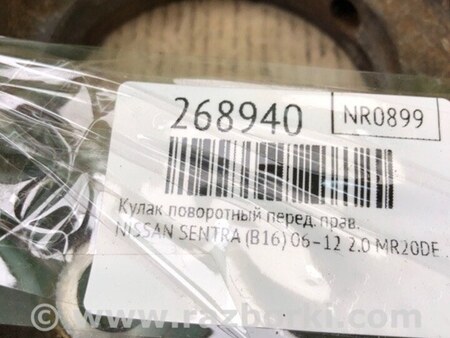 268940 NR0899
Кулак поворотный перед. прав.
NISSAN SENTRA (B16) 06-12 2.0 MR20DE
© www.razborki.com